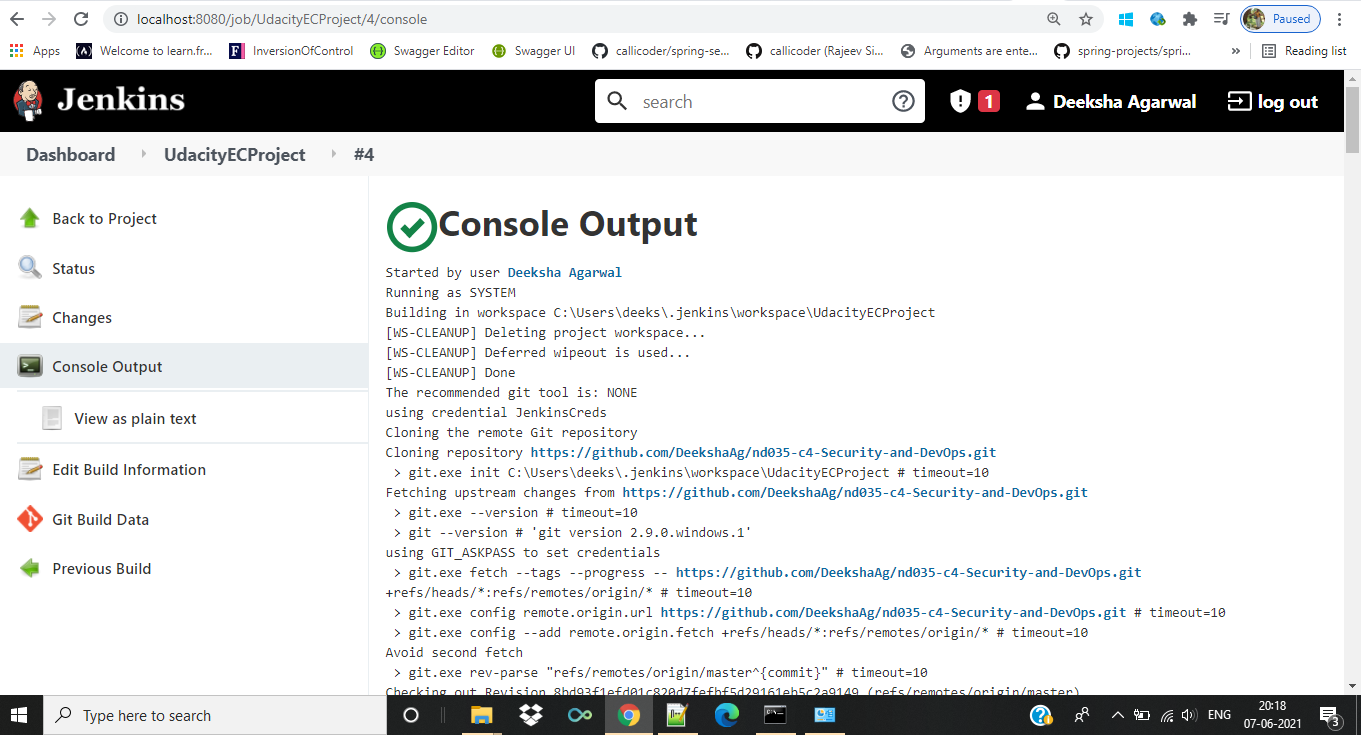 localhost:8080/job/UdacityECProject/4/console
Paused
Apps
Welcome to learn.fr...
F
InversionOfControl
Swagger Editor
Swagger UI
callicoder/spring-se...
callicoder (Rajeev Si...
Arguments are ente...
spring-projects/spri...
»
Reading list
Jenkins
search
1
Deeksha Agarwal
log out
Dashboard
UdacityECProject
#4
Back to Project
Status
Changes
Console Output
View as plain text
Edit Build Information
Git Build Data
Previous Build
Console Output
Started by user Deeksha Agarwal
Running as SYSTEM
Building in workspace C:\Users\deeks\.jenkins\workspace\UdacityECProject
[WS-CLEANUP] Deleting project workspace...
[WS-CLEANUP] Deferred wipeout is used...
[WS-CLEANUP] Done
The recommended git tool is: NONE
using credential JenkinsCreds
Cloning the remote Git repository
Cloning repository https://github.com/DeekshaAg/nd035-c4-Security-and-DevOps.git
> git.exe init C:\Users\deeks\.jenkins\workspace\UdacityECProject # timeout=10
Fetching upstream changes from https://github.com/DeekshaAg/nd035-c4-Security-and-DevOps.git
> git.exe --version # timeout=10
> git --version # 'git version 2.9.0.windows.1'
using GIT_ASKPASS to set credentials
> git.exe fetch --tags --progress -- https://github.com/DeekshaAg/nd035-c4-Security-and-DevOps.git
+refs/heads/*:refs/remotes/origin/* # timeout=10
> git.exe config remote.origin.url https://github.com/DeekshaAg/nd035-c4-Security-and-DevOps.git # timeout=10
> git.exe config --add remote.origin.fetch +refs/heads/*:refs/remotes/origin/* # timeout=10
Avoid second fetch
> git.exe rev-parse "refs/remotes/origin/master^{commit}" # timeout=10
Checking out Revision 8bd93f1efd01c820d7fefbf5d29161eb5c2a9149 (refs/remotes/origin/master)
Type here to search
ENG
20:18
07-06-2021
3